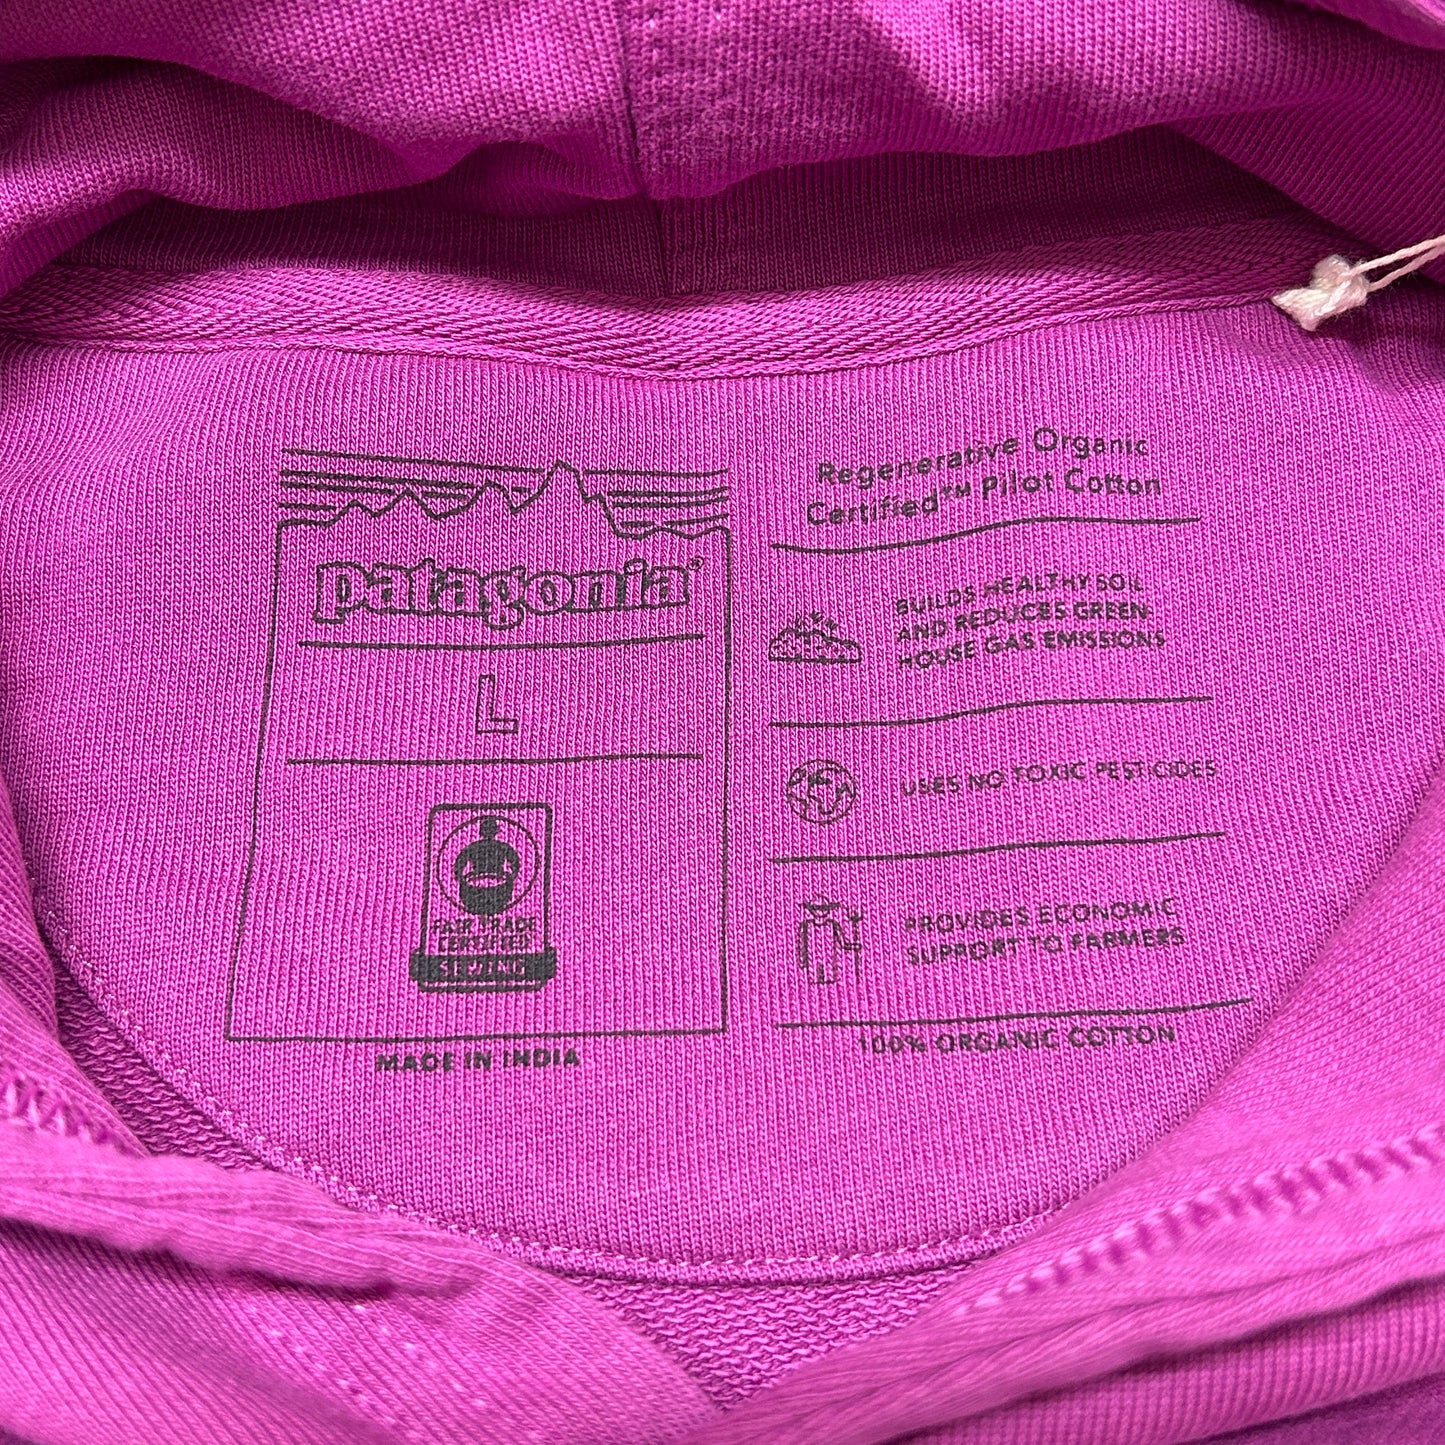 patagonia®
L
FAIR TRADE
CERTIFIED
SEWING
MADE IN INDIA
Regenerative Organic
Certified™ Pilot Cotton
BUILDS HEALTHY SOIL
AND REDUCES GREEN-
HOUSE GAS EMISSIONS
USES NO TOXIC PESTICIDES
PROVIDES ECONOMIC
SUPPORT TO FARMERS
100% ORGANIC COTTON